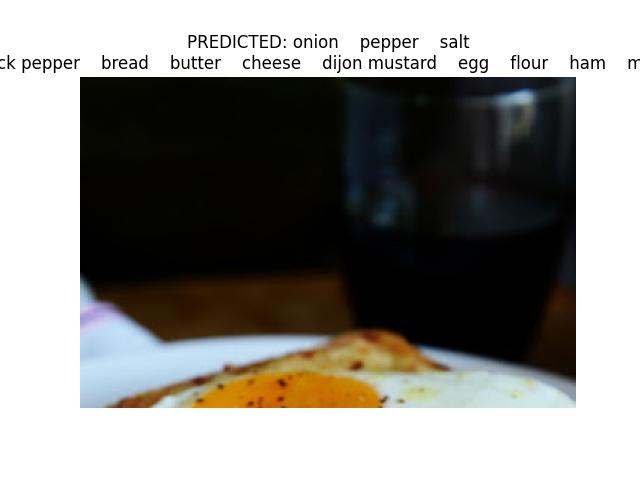 PREDICTED: onion pepper salt
pepper bread butter cheese dijon mustard egg flour ham